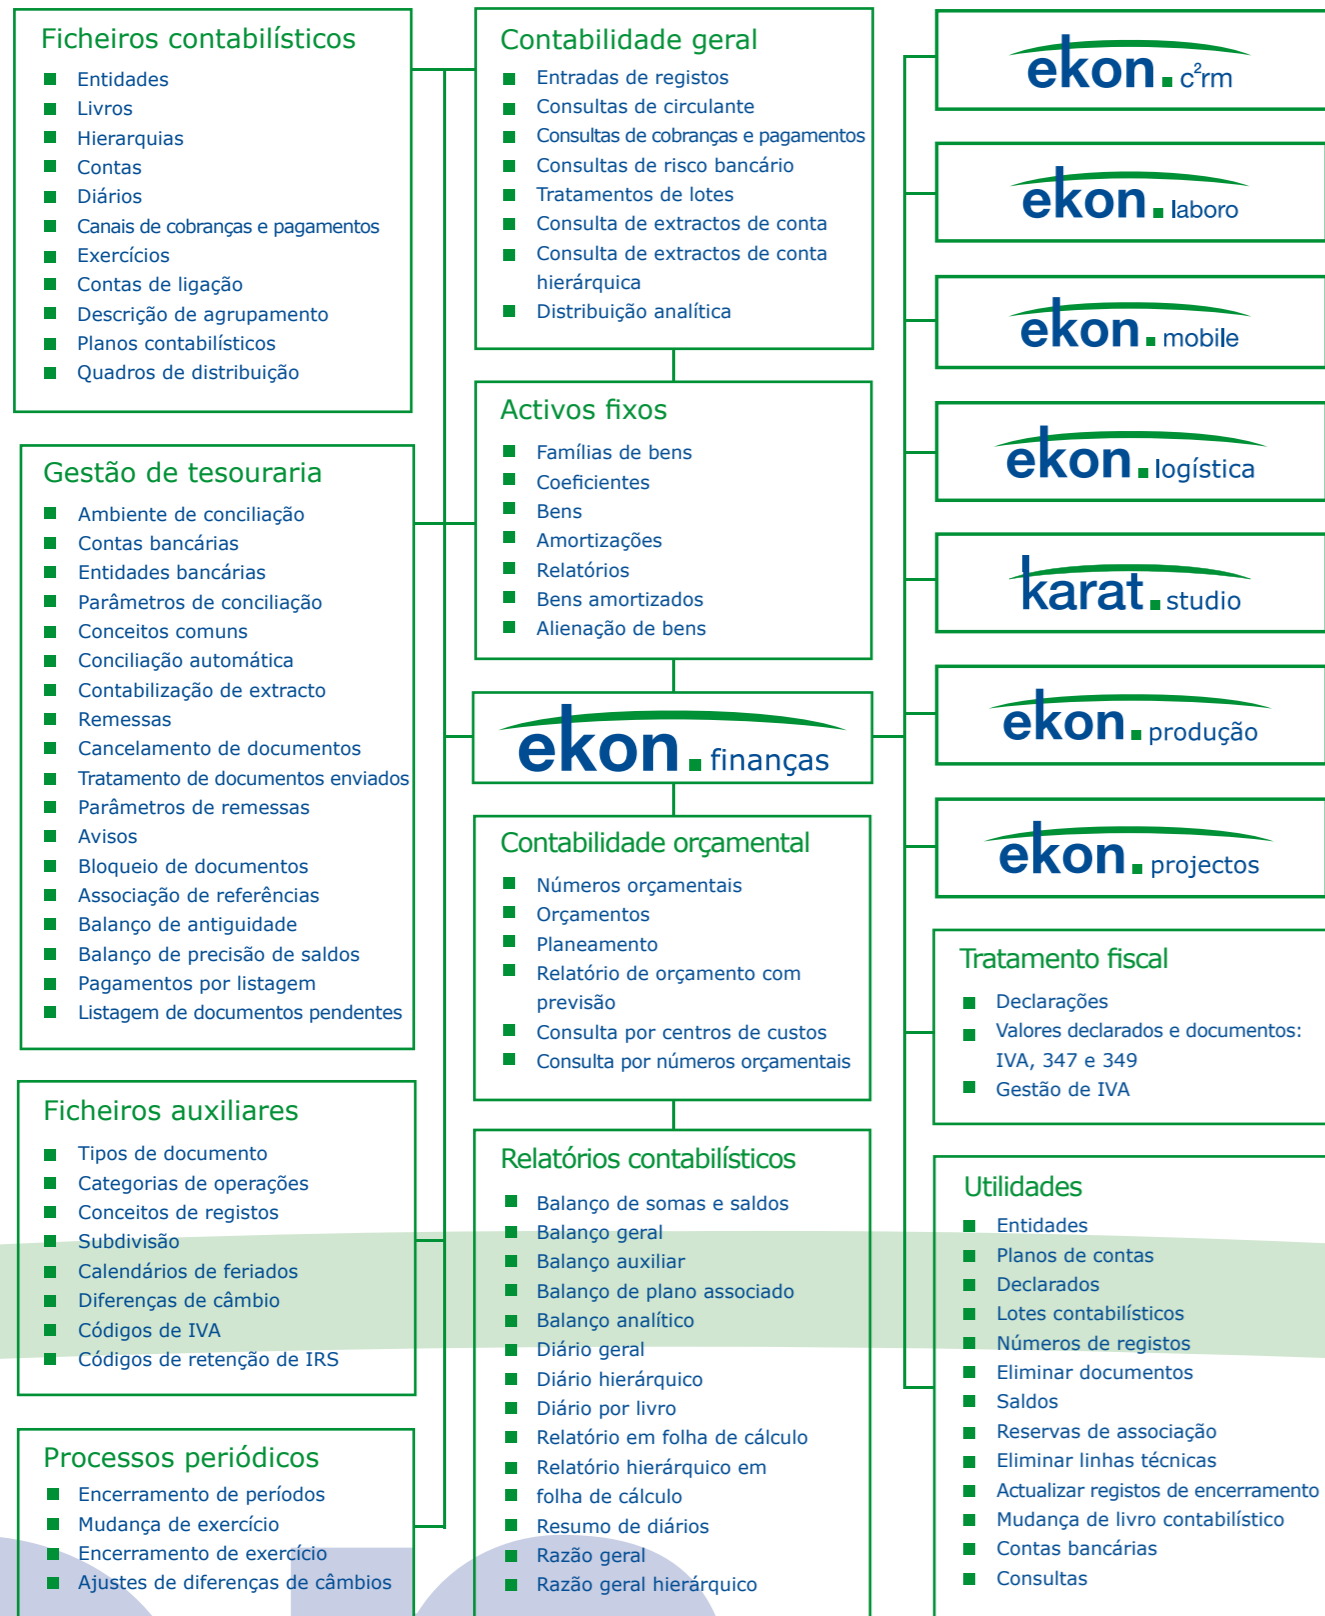 Ficheiros contabilísticos
Entidades
Livros
Hierarquias
Contas
Diários
Canais de cobranças e pagamentos
Exercícios
Contas de ligação
Descrição de agrupamento
Planos contabilísticos
Quadros de distribuição
Gestão de tesouraria
Ambiente de conciliação
Contas bancárias
Entidades bancárias
Parâmetros de conciliação
Conceitos comuns
Conciliação automática
Contabilização de extracto
Remessas
Cancelamento de documentos
Tratamento de documentos enviados
Parâmetros de remessas
Avisos
Bloqueio de documentos
Associação de referências
Balanço de antiguidade
Balanço de precisão de saldos
Pagamentos por listagem
Listagem de documentos pendentes
Ficheiros auxiliares
Tipos de documento
Categorias de operações
Conceitos de registos
Subdivisão
Calendários de feriados
Diferenças de câmbio
Códigos de IVA
Códigos de retenção de IRS
Processos periódicos
Encerramento de períodos
Mudança de exercício
Encerramento de exercício
Ajustes de diferenças de câmbios
Contabilidade geral
Entradas de registos
Consultas de circulante
Consultas de cobranças e pagamentos
Consultas de risco bancário
Tratamentos de lotes
Consulta de extractos de conta
Consulta de extractos de conta
hierárquica
Distribuição analítica
Activos fixos
Famílias de bens
Coeficientes
Bens
Amortizações
Relatórios
Bens amortizados
Alienação de bens
ekon.finanças
Contabilidade orçamental
Números orçamentais
Orçamentos
Planeamento
Relatório de orçamento com
previsão
Consulta por centros de custos
Consulta por números orçamentais
Relatórios contabilísticos
Balanço de somas e saldos
Balanço geral
Balanço auxiliar
Balanço de plano associado
Balanço analítico
Diário geral
Diário hierárquico
Diário por livro
Relatório em folha de cálculo
Relatório hierárquico em
folha de cálculo
Resumo de diários
Razão geral
Razão geral hierárquico
ekon.c²rm
ekon.laboro
ekon.mobile
ekon.logística
karat.studio
ekon.produção
ekon.projectos
Tratamento fiscal
Declarações
Valores declarados e documentos:
IVA, 347 e 349
Gestão de IVA
Utilidades
Entidades
Planos de contas
Declarados
Lotes contabilísticos
Números de registos
Eliminar documentos
Saldos
Reservas de associação
Eliminar linhas técnicas
Actualizar registos de encerramento
Mudança de livro contabilístico
Contas bancárias
Consultas